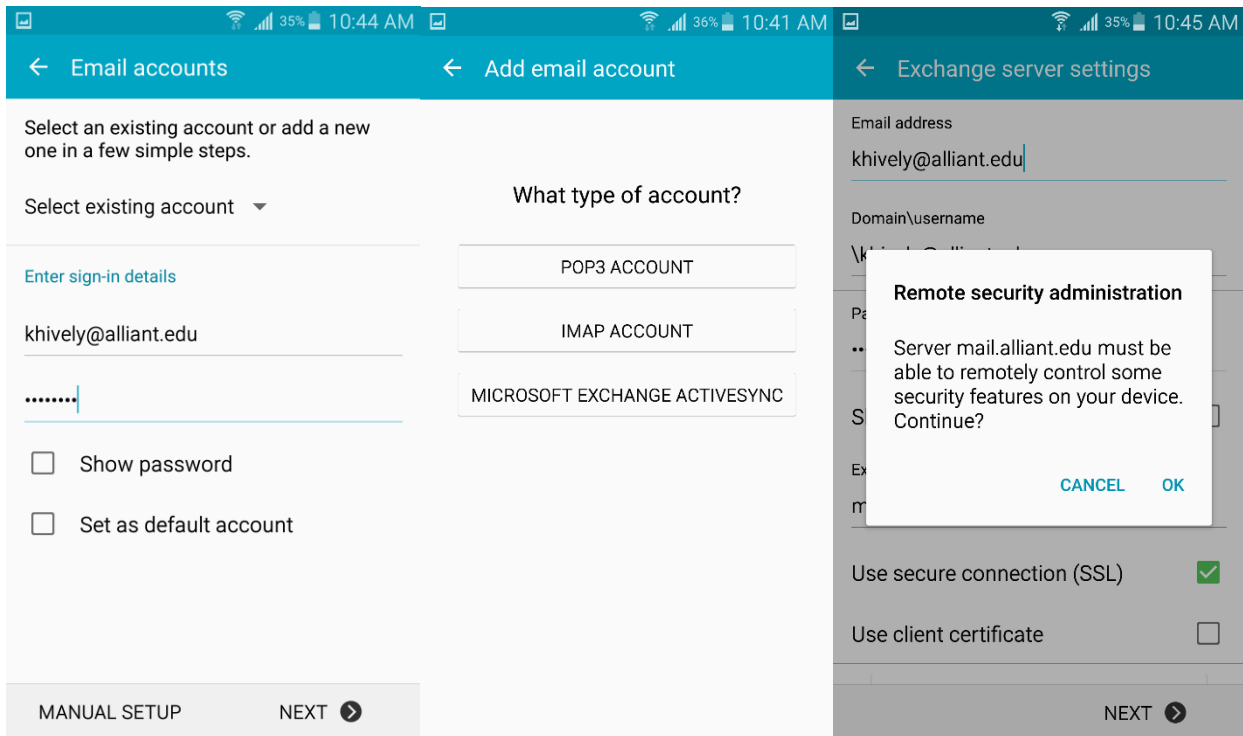 35% 10:44 AM
Email accounts
Select an existing account or add a new
one in a few simple steps.
Select existing account
Enter sign-in details
khively@alliant.edu
••••••••
Show password
Set as default account
MANUAL SETUP
NEXT
36% 10:41 AM
Add email account
What type of account?
POP3 ACCOUNT
IMAP ACCOUNT
MICROSOFT EXCHANGE ACTIVESYNC
35% 10:45 AM
Exchange server settings
Email address
khively@alliant.edu
Domain\username
Remote security administration
Server mail.alliant.edu must be
able to remotely control some
security features on your device.
Continue?
CANCEL
OK
Use secure connection (SSL)
Use client certificate
NEXT